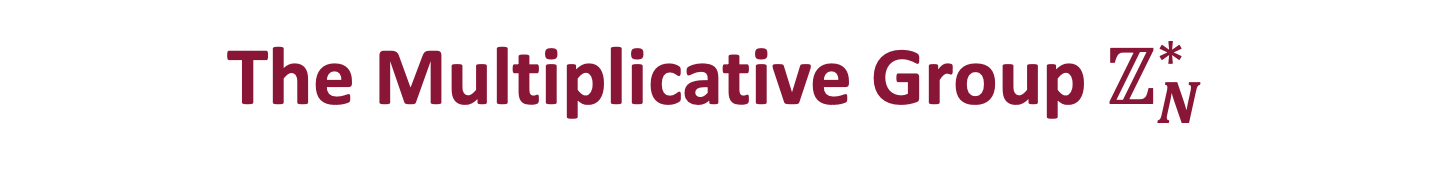 The Multiplicative Group ℤ*_N